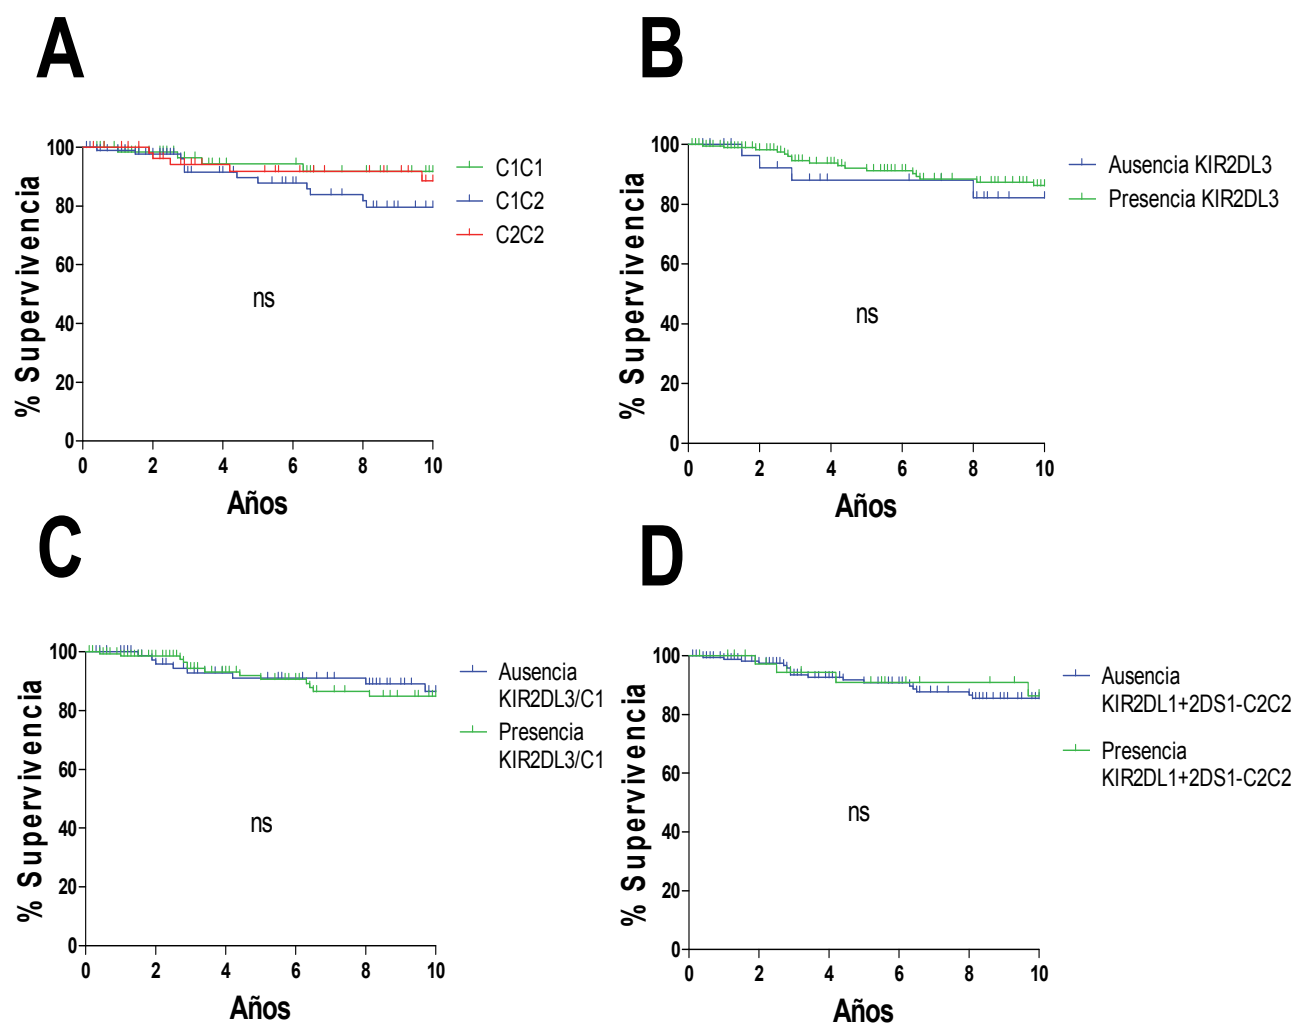 A
% Supervivencia
100
80
60
40
20
0
0 2 4 6 8 10
Años
ns
C1C1
C1C2
C2C2
B
% Supervivencia
100
80
60
40
20
0
0 2 4 6 8 10
Años
ns
Ausencia KIR2DL3
Presencia KIR2DL3
C
% Supervivencia
100
80
60
40
20
0
0 2 4 6 8 10
Años
ns
Ausencia
KIR2DL3/C1
Presencia
KIR2DL3/C1
D
% Supervivencia
100
80
60
40
20
0
0 2 4 6 8 10
Años
ns
Ausencia
KIR2DL1+2DS1-C2C2
Presencia
KIR2DL1+2DS1-C2C2